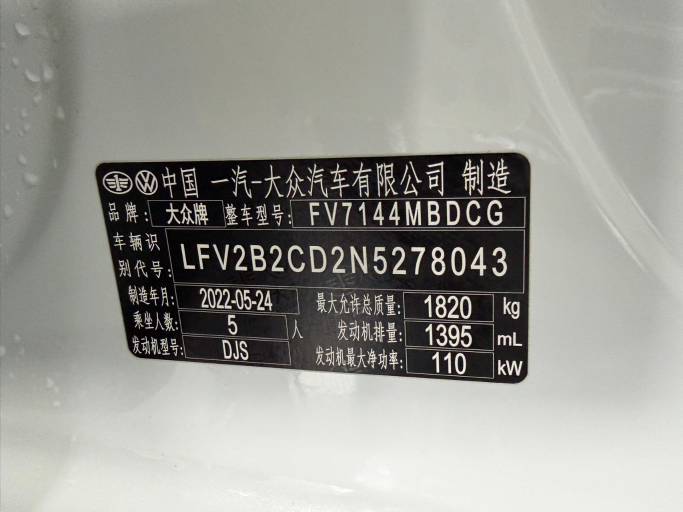 中国 一汽-大众汽车有限公司 制造
品牌: 大众牌 整车型号: FV7144MBDCG
车辆识别代号: LFV2B2CD2N5278043
制造年月: 2022-05-24 最大允许总质量: 1820 kg
乘坐人数: 5 人 发动机排量: 1395 mL
发动机型号: DJS 发动机最大净功率: 110 kW